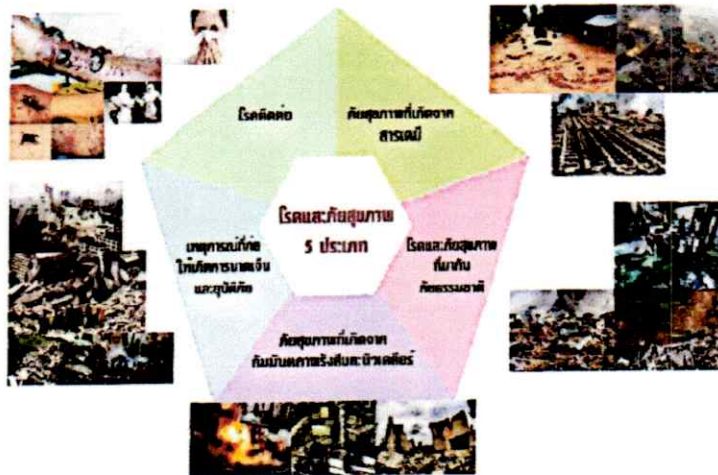 โรคติดต่อ
ภัยสุขภาพที่เกิดจาก
สารเคมี
โรคและภัยสุขภาพ
5 ประเภท
เหตุการณ์ที่ก่อ
ให้เกิดการบาดเจ็บ
และอุบัติภัย
โรคและภัยสุขภาพ
ที่มากับ
ภัยธรรมชาติ
ภัยสุขภาพที่เกิดจาก
กัมมันตภาพรังสีและนิวเคลียร์